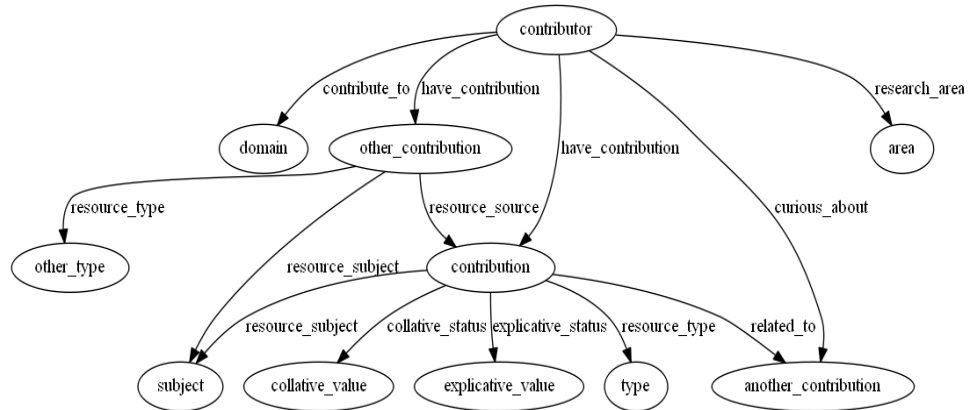 contributor
contribute_to
have_contribution
research_area
domain
other_contribution
have_contribution
area
resource_type
resource_source
curious_about
other_type
resource_subject
contribution
resource_subject
collative_status
explicative_status
resource_type
related_to
subject
collative_value
explicative_value
type
another_contribution